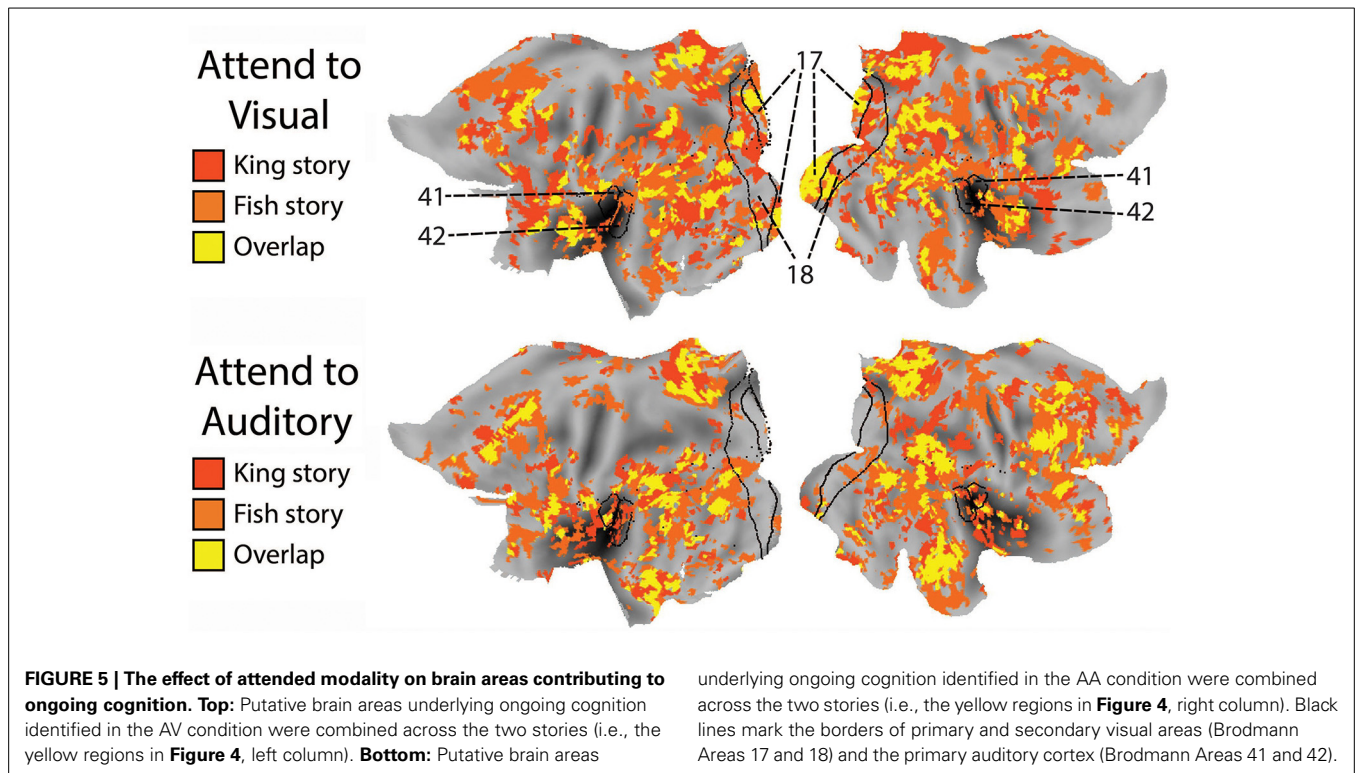 Attend to
Visual
King story
Fish story
Overlap
41
42
17
18
41
42
Attend to
Auditory
King story
Fish story
Overlap
FIGURE 5 | The effect of attended modality on brain areas contributing to
ongoing cognition. Top: Putative brain areas underlying ongoing cognition
identified in the AV condition were combined across the two stories (i.e., the
yellow regions in Figure 4, left column). Bottom: Putative brain areas
underlying ongoing cognition identified in the AA condition were combined
across the two stories (i.e., the yellow regions in Figure 4, right column). Black
lines mark the borders of primary and secondary visual areas (Brodmann
Areas 17 and 18) and the primary auditory cortex (Brodmann Areas 41 and 42).